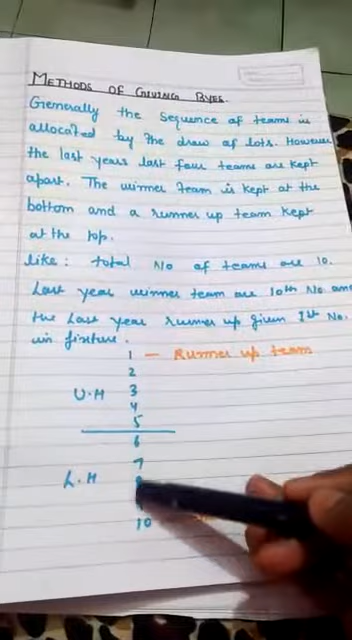 METHODS OF GIVING BYES.
Generally the sequence of teams is
allocated by the draw of lots. However
the last years last four teams are kept
apart. The winner team is kept at the
bottom and a runner up team kept
at the top.
like: total No of teams are 10.
Last year winner team are 10th No and
the last year runner up given 1st No.
in fixture.
1 — Runner up team
2
U.H 3
4
5
6
7
L.H 8
10